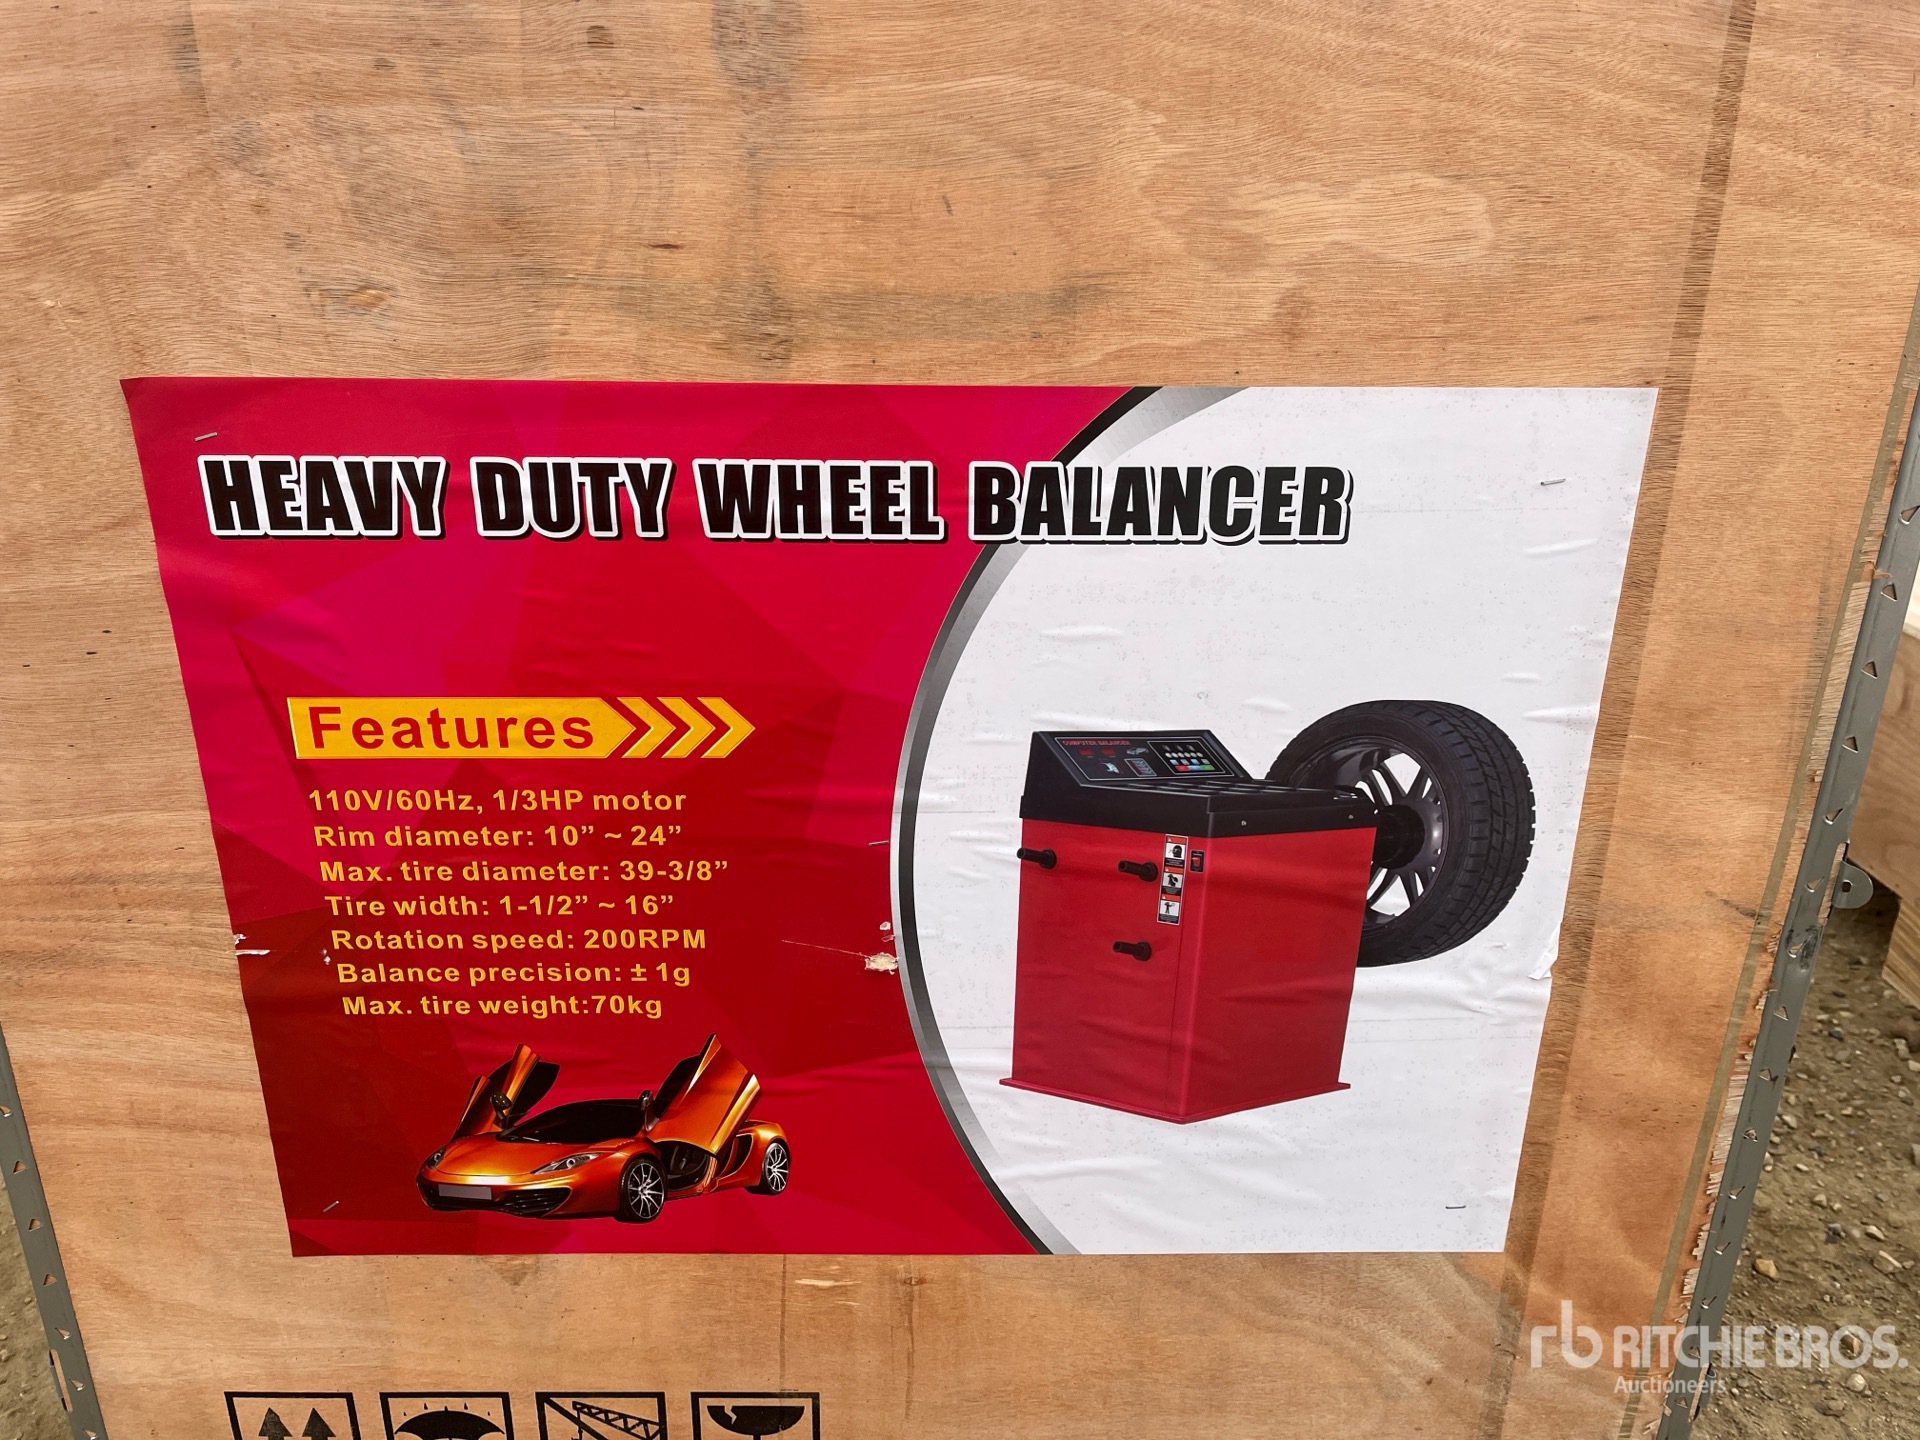 HEAVY DUTY WHEEL BALANCER
Features
110V/60Hz, 1/3HP motor
Rim diameter: 10” ~ 24”
Max. tire diameter: 39-3/8”
Tire width: 1-1/2” ~ 16”
Rotation speed: 200RPM
Balance precision: ± 1g
Max. tire weight:70kg
COMPUTER BALANCER
rb RITCHIE BROS.
Auctioneers